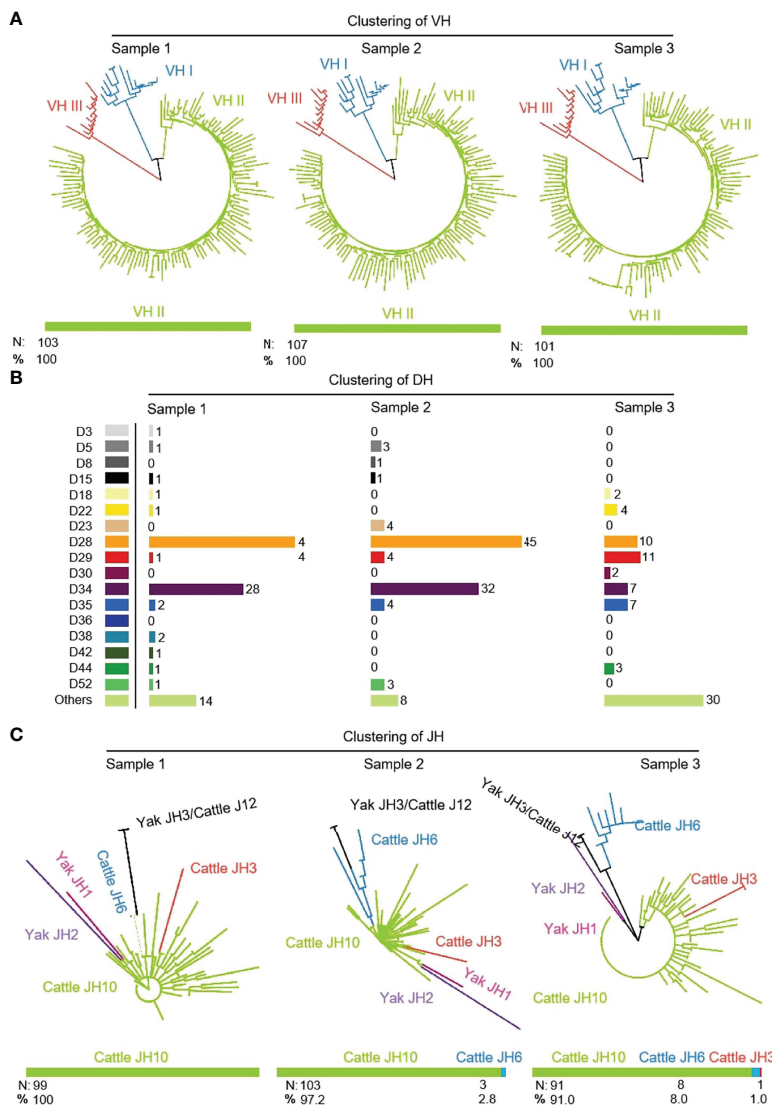 A
Clustering of VH
Sample 1 Sample 2 Sample 3
VH I
VH III
VH II
VH I
VH III
VH II
VH I
VH III
VH II
VH II VH II VH II
N: 103 N: 107 N: 101
% 100 % 100 % 100
B
Clustering of DH
Sample 1 Sample 2 Sample 3
D3 1 0 0
D5 1 3 0
D8 0 1 0
D15 1 1 0
D18 1 0 2
D22 1 0 4
D23 0 4 0
D28 4 45 10
D29 1 4 4 11
D30 0 0 2
D34 28 32 7
D35 2 4 7
D36 0 0 0
D38 2 0 0
D42 1 0 0
D44 1 0 3
D52 1 3 0
Others 14 8 30
C
Clustering of JH
Sample 1 Sample 2 Sample 3
Yak JH3/Cattle J12
Cattle JH6
Yak JH1
Cattle JH3
Yak JH2
Cattle JH10
Yak JH3/Cattle J12
Cattle JH6
Cattle JH10
Cattle JH3
Yak JH1
Yak JH2
Yak JH3/Cattle J12
Cattle JH6
Cattle JH3
Yak JH2
Yak JH1
Cattle JH10
Cattle JH10 Cattle JH10 Cattle JH6 Cattle JH10 Cattle JH6 Cattle JH3
N: 99 N: 103 3 N: 91 8 1
% 100 % 97.2 2.8 % 91.0 8.0 1.0